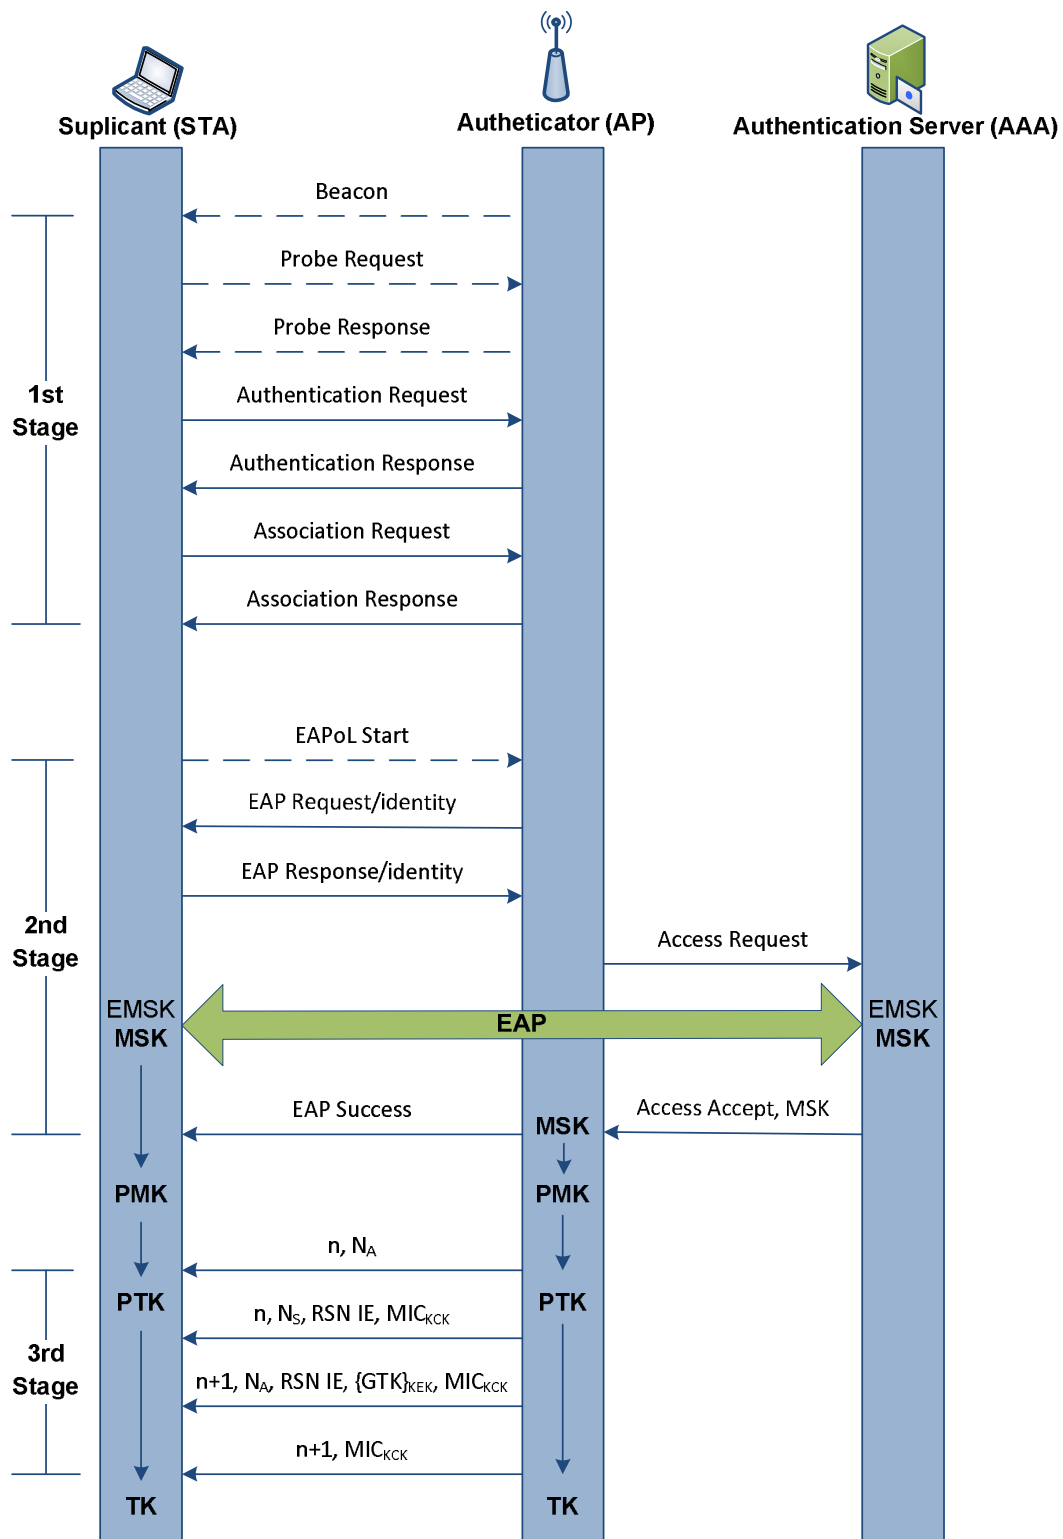 Suplicant (STA)
Autheticator (AP)
Authentication Server (AAA)
Beacon
Probe Request
Probe Response
1st
Stage
Authentication Request
Authentication Response
Association Request
Association Response
EAPoL Start
EAP Request/identity
EAP Response/identity
2nd
Stage
Access Request
EMSK
MSK
EAP
EMSK
MSK
EAP Success
MSK
Access Accept, MSK
PMK
PMK
n, NA
PTK
PTK
n, NS, RSN IE, MICKCK
3rd
Stage
n+1, NA, RSN IE, {GTK}KEK, MICKCK
n+1, MICKCK
TK
TK